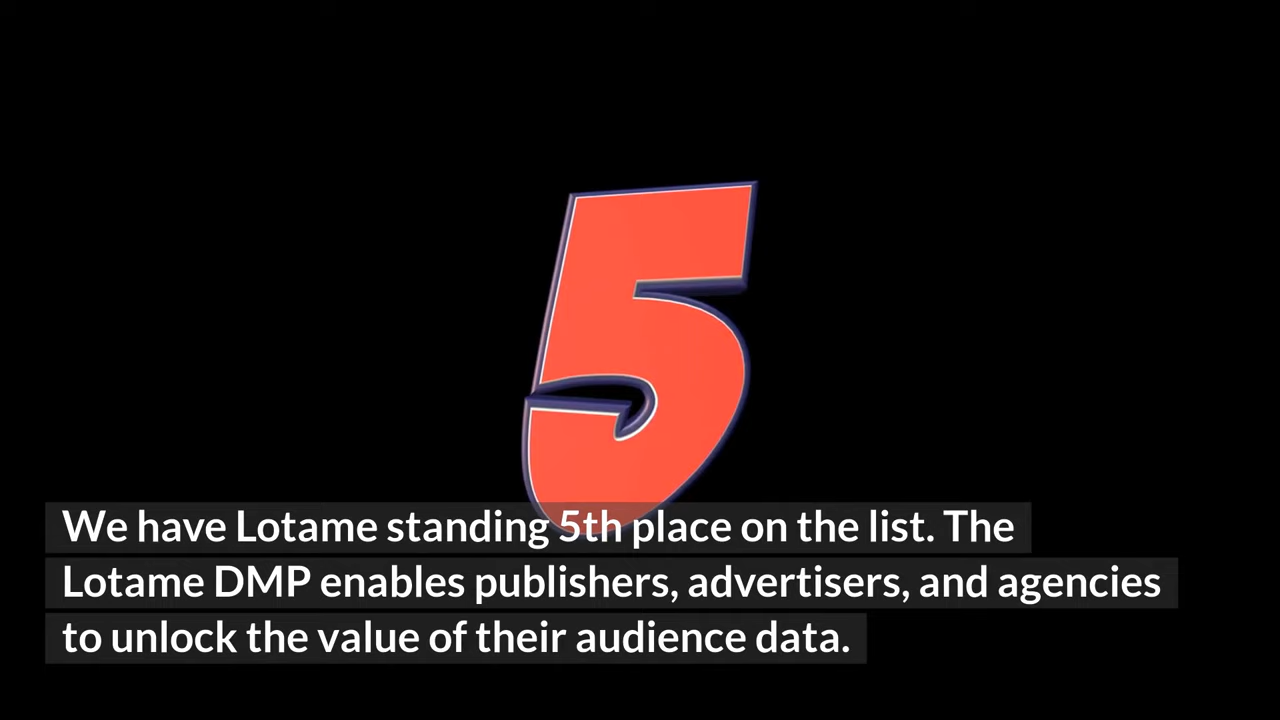 5
We have Lotame standing 5th place on the list. The
Lotame DMP enables publishers, advertisers, and agencies
to unlock the value of their audience data.